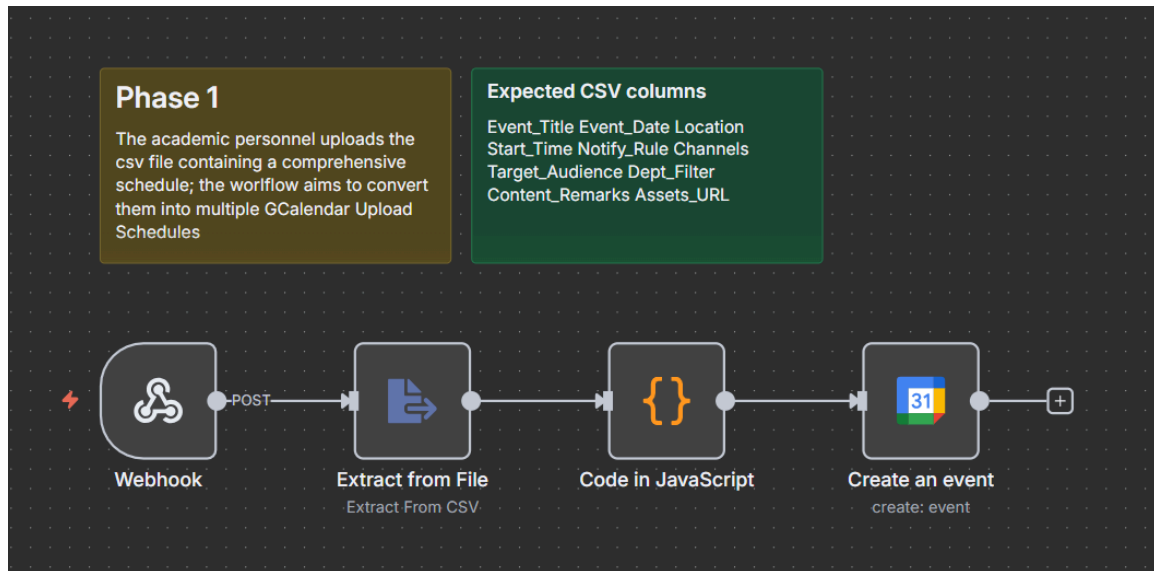 Phase 1
The academic personnel uploads the
csv file containing a comprehensive
schedule; the worlflow aims to convert
them into multiple GCalendar Upload
Schedules
Expected CSV columns
Event_Title Event_Date Location
Start_Time Notify_Rule Channels
Target_Audience Dept_Filter
Content_Remarks Assets_URL
POST
31
Webhook
Extract from File
Extract From CSV
Code in JavaScript
Create an event
create: event